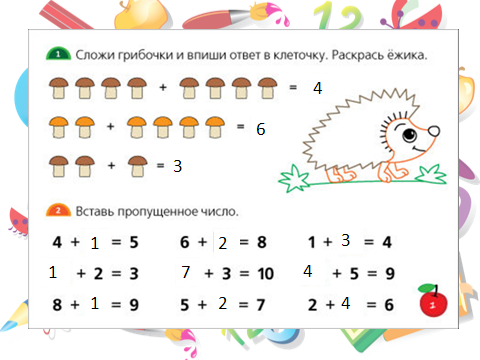 1 Сложи грибочки и впиши ответ в клеточку. Раскрась ёжика.
+ = 4
+ = 6
+ = 3
2 Вставь пропущенное число.
4 + 1 = 5 6 + 2 = 8 1 + 3 = 4
1 + 2 = 3 7 + 3 = 10 4 + 5 = 9
8 + 1 = 9 5 + 2 = 7 2 + 4 = 6
1
1
12